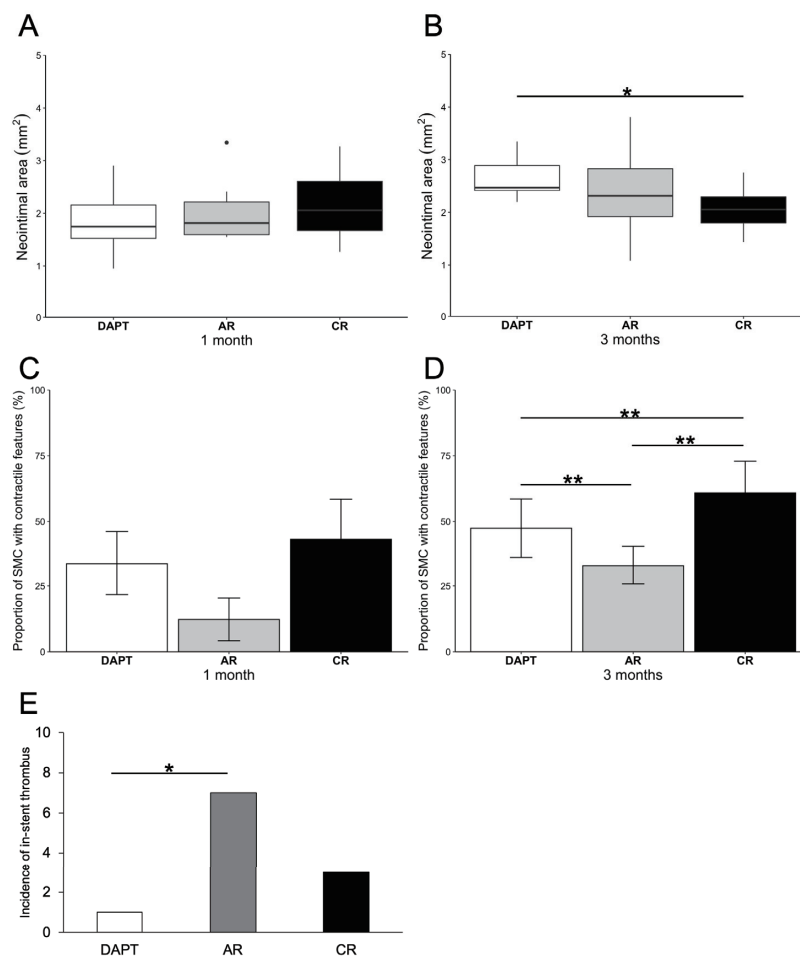 A
Neointimal area (mm²)
5
4
3
2
1
0
DAPT AR CR
1 month
B
Neointimal area (mm²)
5
4
3
2
1
0
*
DAPT AR CR
3 months
C
Proportion of SMC with contractile features (%)
100
75
50
25
0
DAPT AR CR
1 month
D
Proportion of SMC with contractile features (%)
100
75
50
25
0
**
**
**
DAPT AR CR
3 months
E
Incidence of in-stent thrombus
10
8
6
4
2
0
*
DAPT AR CR